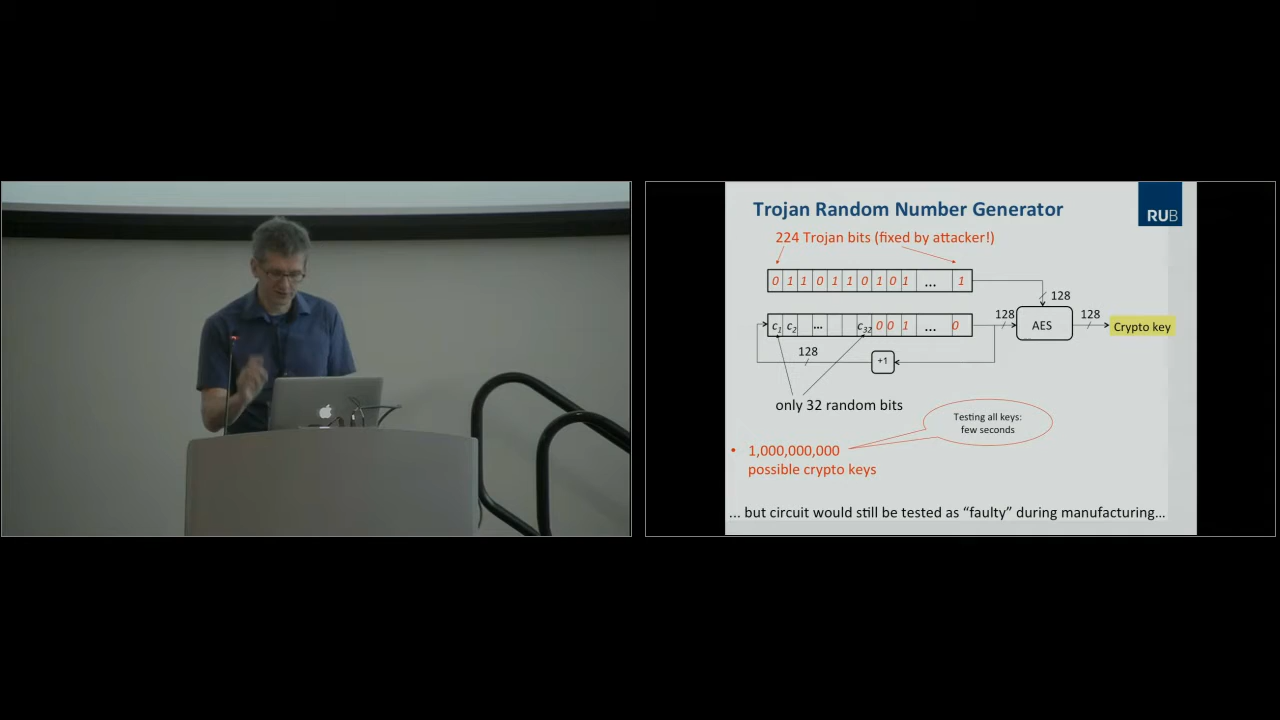 Trojan Random Number Generator
RUB
224 Trojan bits (fixed by attacker!)
0 1 1 0 1 1 0 1 0 1 ... 1
128
c1 c2 ... c32 0 0 1 ... 0
128
AES
128
Crypto key
128
+1
only 32 random bits
Testing all keys:
few seconds
• 1,000,000,000
possible crypto keys
... but circuit would still be tested as “faulty” during manufacturing...